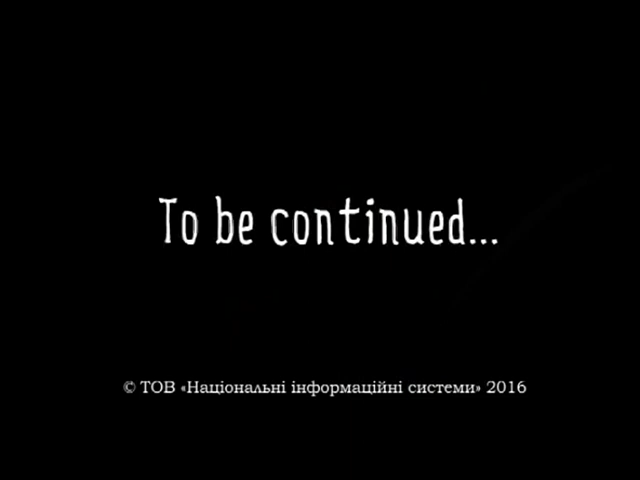 To be continued...
© ТОВ «Національні інформаційні системи» 2016